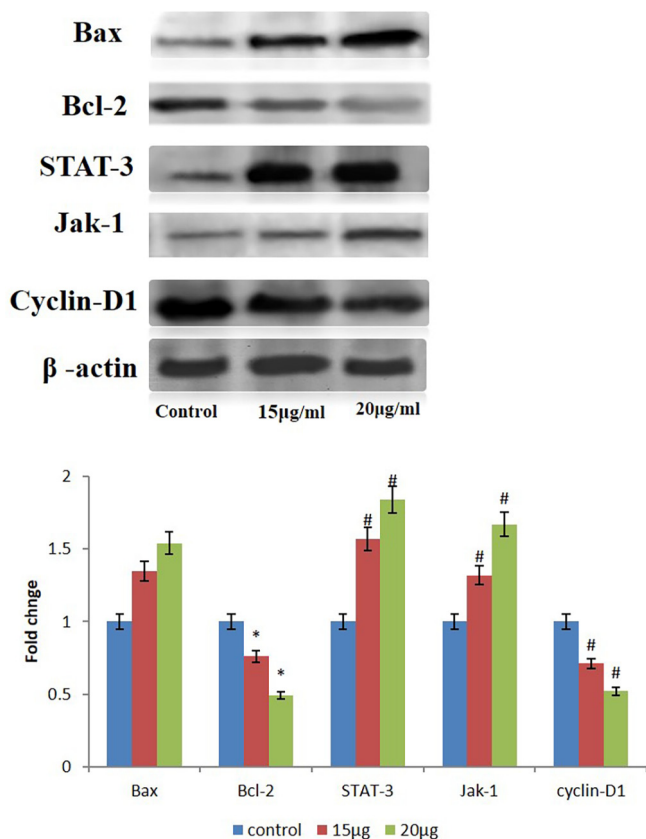 Bax
Bcl-2
STAT-3
Jak-1
Cyclin-D1
β -actin
Control 15µg/ml 20µg/ml
2
1.5
1
0.5
0
Fold chnge
# #
# #
* *
# #
Bax Bcl-2 STAT-3 Jak-1 cyclin-D1
control 15µg 20µg